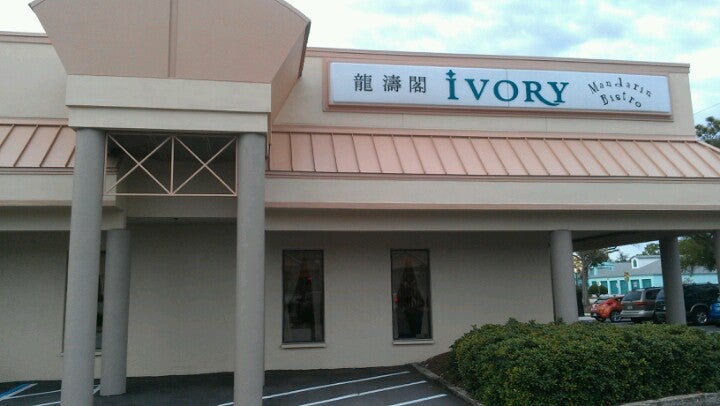 龍濤閣 IVORY Mandarin Bistro